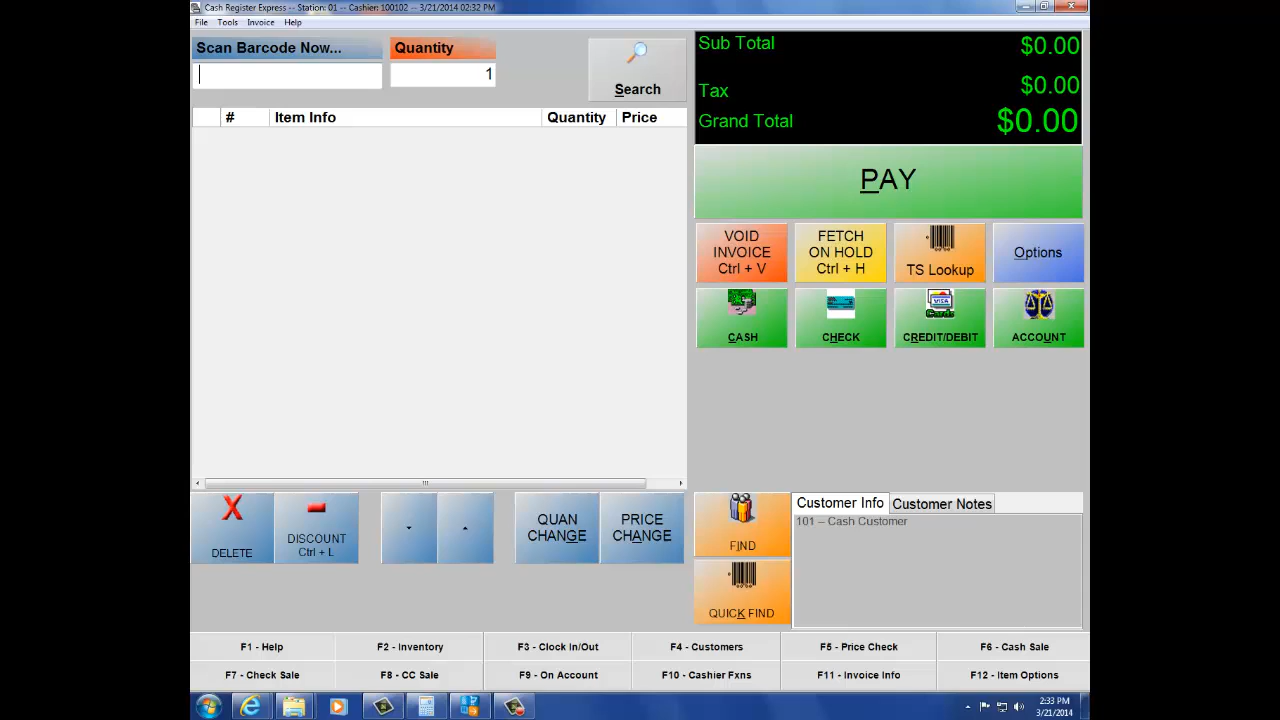 Cash Register Express -- Station: 01 -- Cashier: 100102 -- 3/21/2014 02:32 PM
File Tools Invoice Help
Scan Barcode Now...
Quantity
1
Search
# Item Info Quantity Price
Sub Total $0.00
Tax $0.00
Grand Total $0.00
PAY
VOID
INVOICE
Ctrl + V
FETCH
ON HOLD
Ctrl + H
TS Lookup
Options
CASH
CHECK
VISA
Cards
CREDIT/DEBIT
ACCOUNT
X
DELETE
DISCOUNT
Ctrl + L
QUAN
CHANGE
PRICE
CHANGE
FIND
QUICK FIND
Customer Info
Customer Notes
101 -- Cash Customer
F1 - Help
F2 - Inventory
F3 - Clock In/Out
F4 - Customers
F5 - Price Check
F6 - Cash Sale
F7 - Check Sale
F8 - CC Sale
F9 - On Account
F10 - Cashier Fxns
F11 - Invoice Info
F12 - Item Options
2:33 PM
3/21/2014